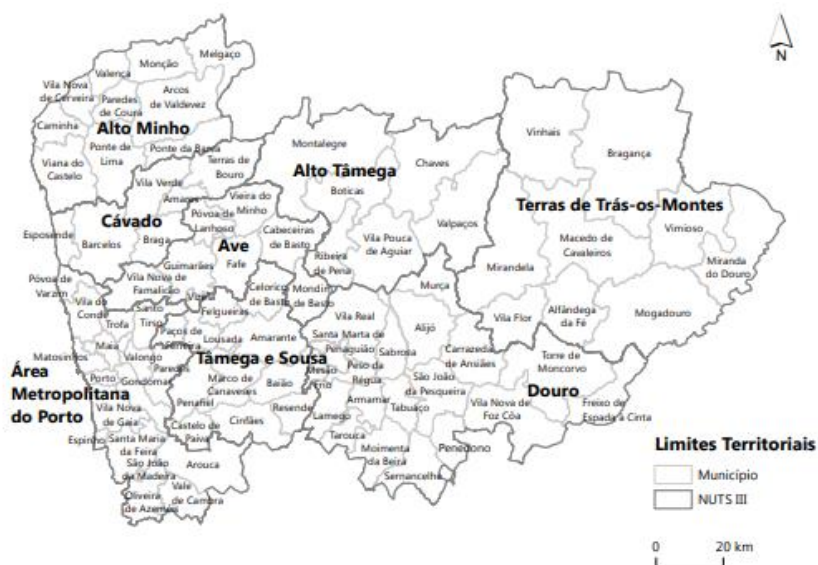 N
Melgaço
Monção
Valença
Vila Nova
de Cerveira
Paredes
de Coura
Arcos
de Valdevez
Caminha
Alto Minho
Ponte de
Lima
Ponte da Barca
Viana do
Castelo
Terras de
Bouro
Vila Verde
Amares
Cávado
Esposende
Barcelos
Braga
Montalegre
Chaves
Alto Tâmega
Boticas
Valpaços
Vila Pouca
de Aguiar
Ribeira
de Pena
Vieira do
Minho
Póvoa de
Lanhoso
Cabeceiras
de Basto
Ave
Fafe
Guimarães
Vila Nova de
Famalicão
Vizela
Mondim
de Basto
Vinhais
Bragança
Terras de Trás-os-Montes
Vimioso
Macedo de
Cavaleiros
Miranda
do Douro
Mirandela
Mogadouro
Alfândega
da Fé
Vila Flor
Póvoa de
Varzim
Vila do
Conde
Santo
Tirso
Trofa
Maia
Matosinhos
Valongo
Paredes
Porto
Gondomar
Área
Metropolitana
do Porto
Vila Nova
de Gaia
Espinho
Santa Maria
da Feira
São João
da Madeira
Arouca
Oliveira
de Azeméis
Vale
de Cambra
Celorico
de Basto
Felgueiras
Paços de
Ferreira
Lousada
Amarante
Tâmega e Sousa
Marco de
Canaveses
Baião
Penafiel
Resende
Castelo de
Paiva
Cinfães
Murça
Vila Real
Alijó
Santa Marta de
Penaguião
Sabrosa
Carrazeda
de Ansiães
Mesão
Frio
Peso da
Régua
São João
da Pesqueira
Torre de
Moncorvo
Douro
Armamar
Tabuaço
Vila Nova de
Foz Côa
Freixo de
Espada à Cinta
Lamego
Tarouca
Moimenta
da Beira
Penedono
Sernancelhe
Limites Territoriais
Município
NUTS III
0 20 km